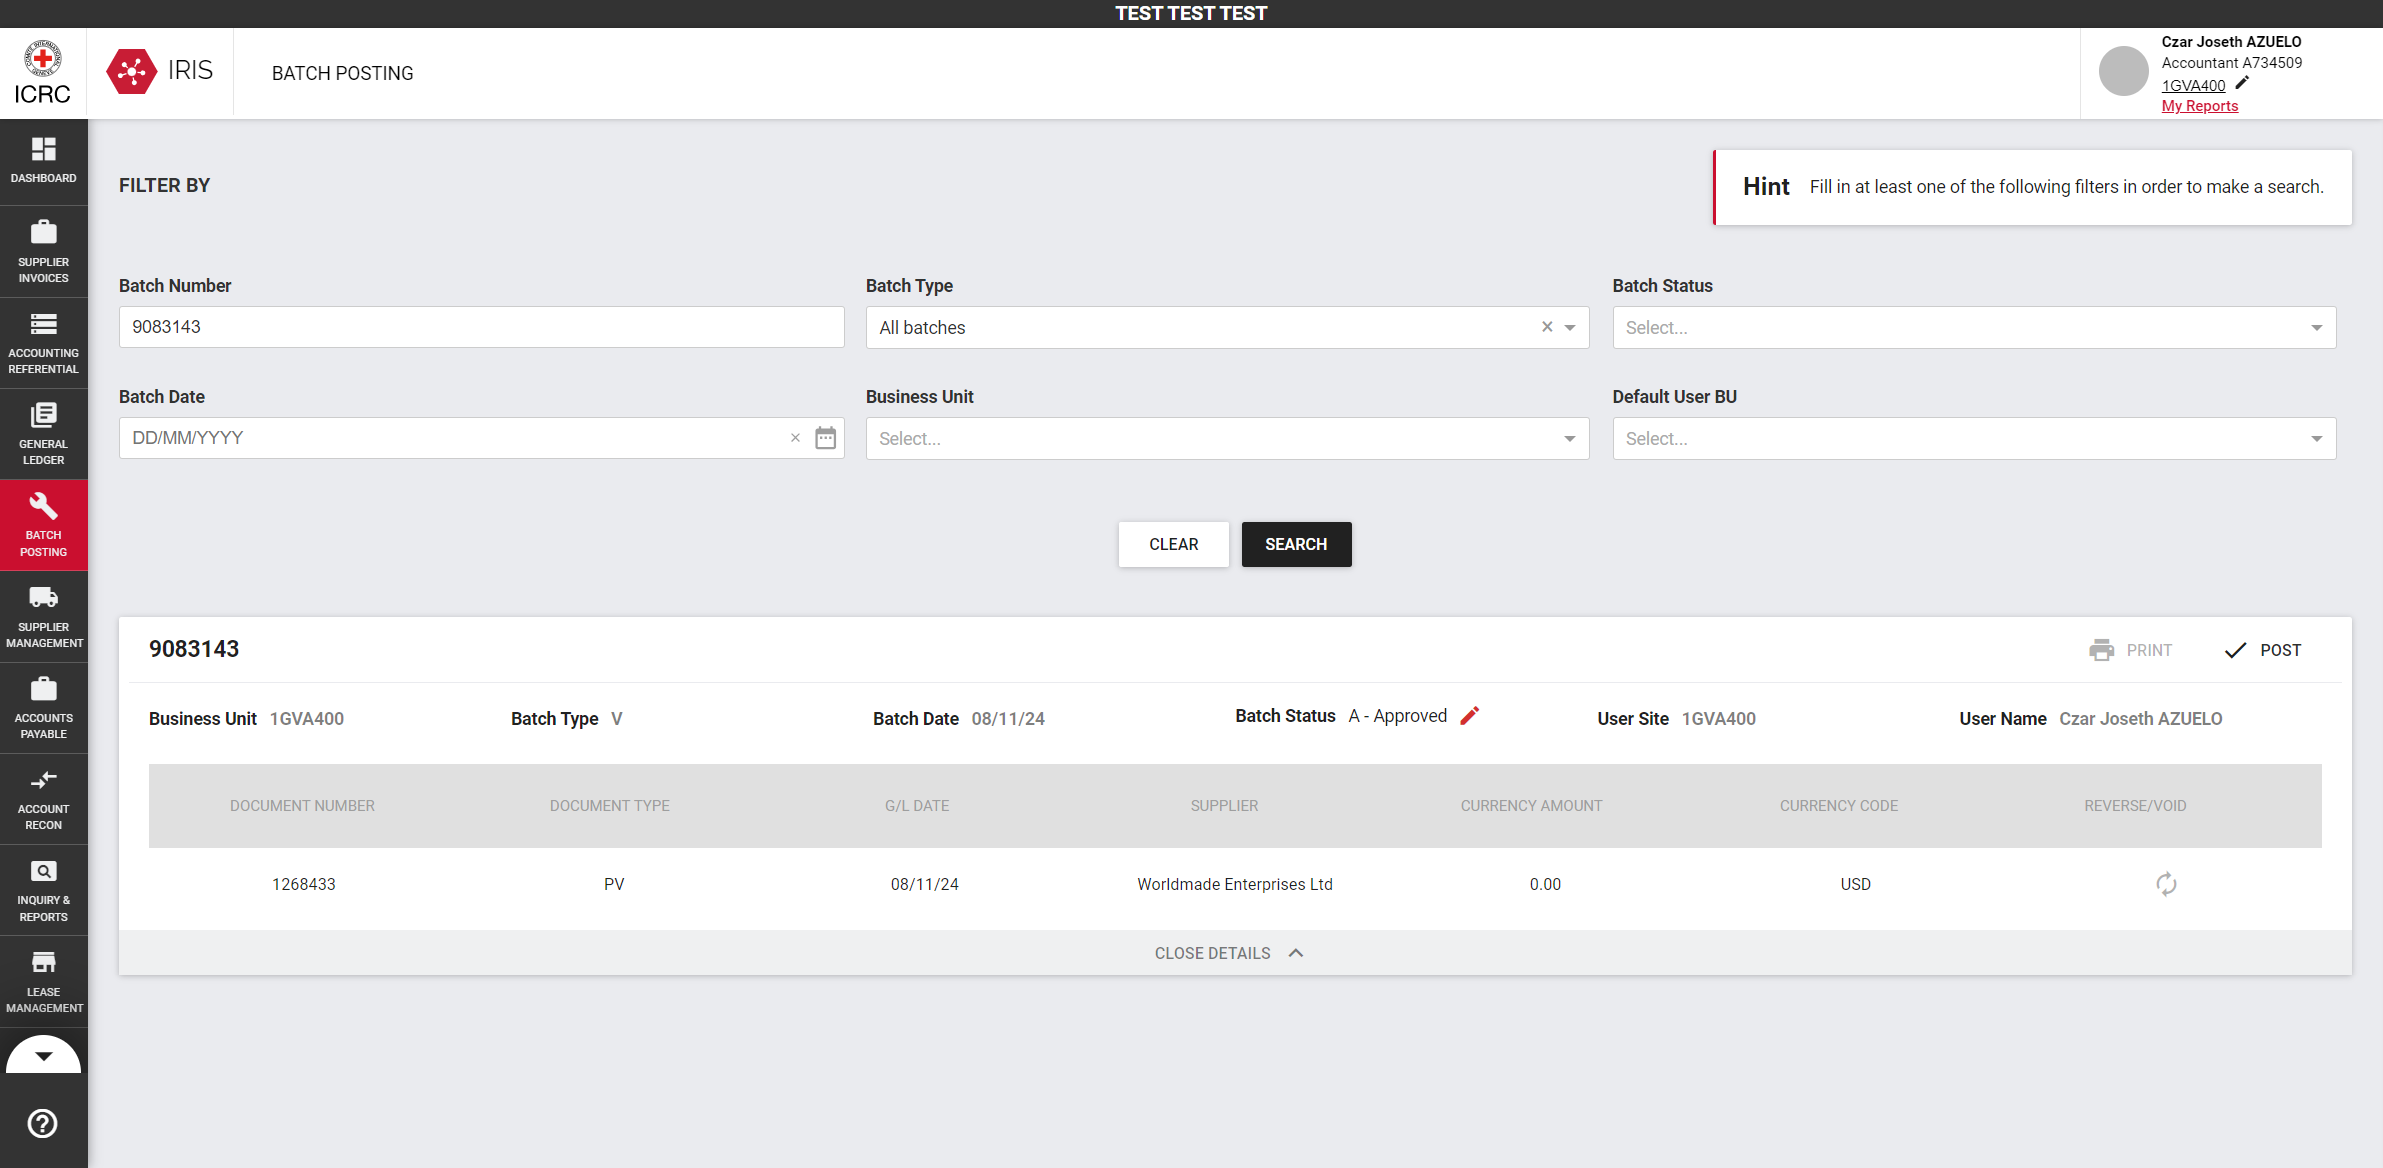 TEST TEST TEST
ICRC
IRIS
BATCH POSTING
Czar Joseth AZUELO
Accountant A734509
1GVA400
My Reports
DASHBOARD
SUPPLIER
INVOICES
ACCOUNTING
REFERENTIAL
GENERAL
LEDGER
BATCH
POSTING
SUPPLIER
MANAGEMENT
ACCOUNTS
PAYABLE
ACCOUNT
RECON
INQUIRY &
REPORTS
LEASE
MANAGEMENT
FILTER BY
Hint Fill in at least one of the following filters in order to make a search.
Batch Number Batch Type Batch Status
9083143 All batches Select...
Batch Date Business Unit Default User BU
DD/MM/YYYY Select... Select...
CLEAR SEARCH
9083143 PRINT POST
Business Unit 1GVA400 Batch Type V Batch Date 08/11/24 Batch Status A - Approved User Site 1GVA400 User Name Czar Joseth AZUELO
DOCUMENT NUMBER DOCUMENT TYPE G/L DATE SUPPLIER CURRENCY AMOUNT CURRENCY CODE REVERSE/VOID
1268433 PV 08/11/24 Worldmade Enterprises Ltd 0.00 USD
CLOSE DETAILS